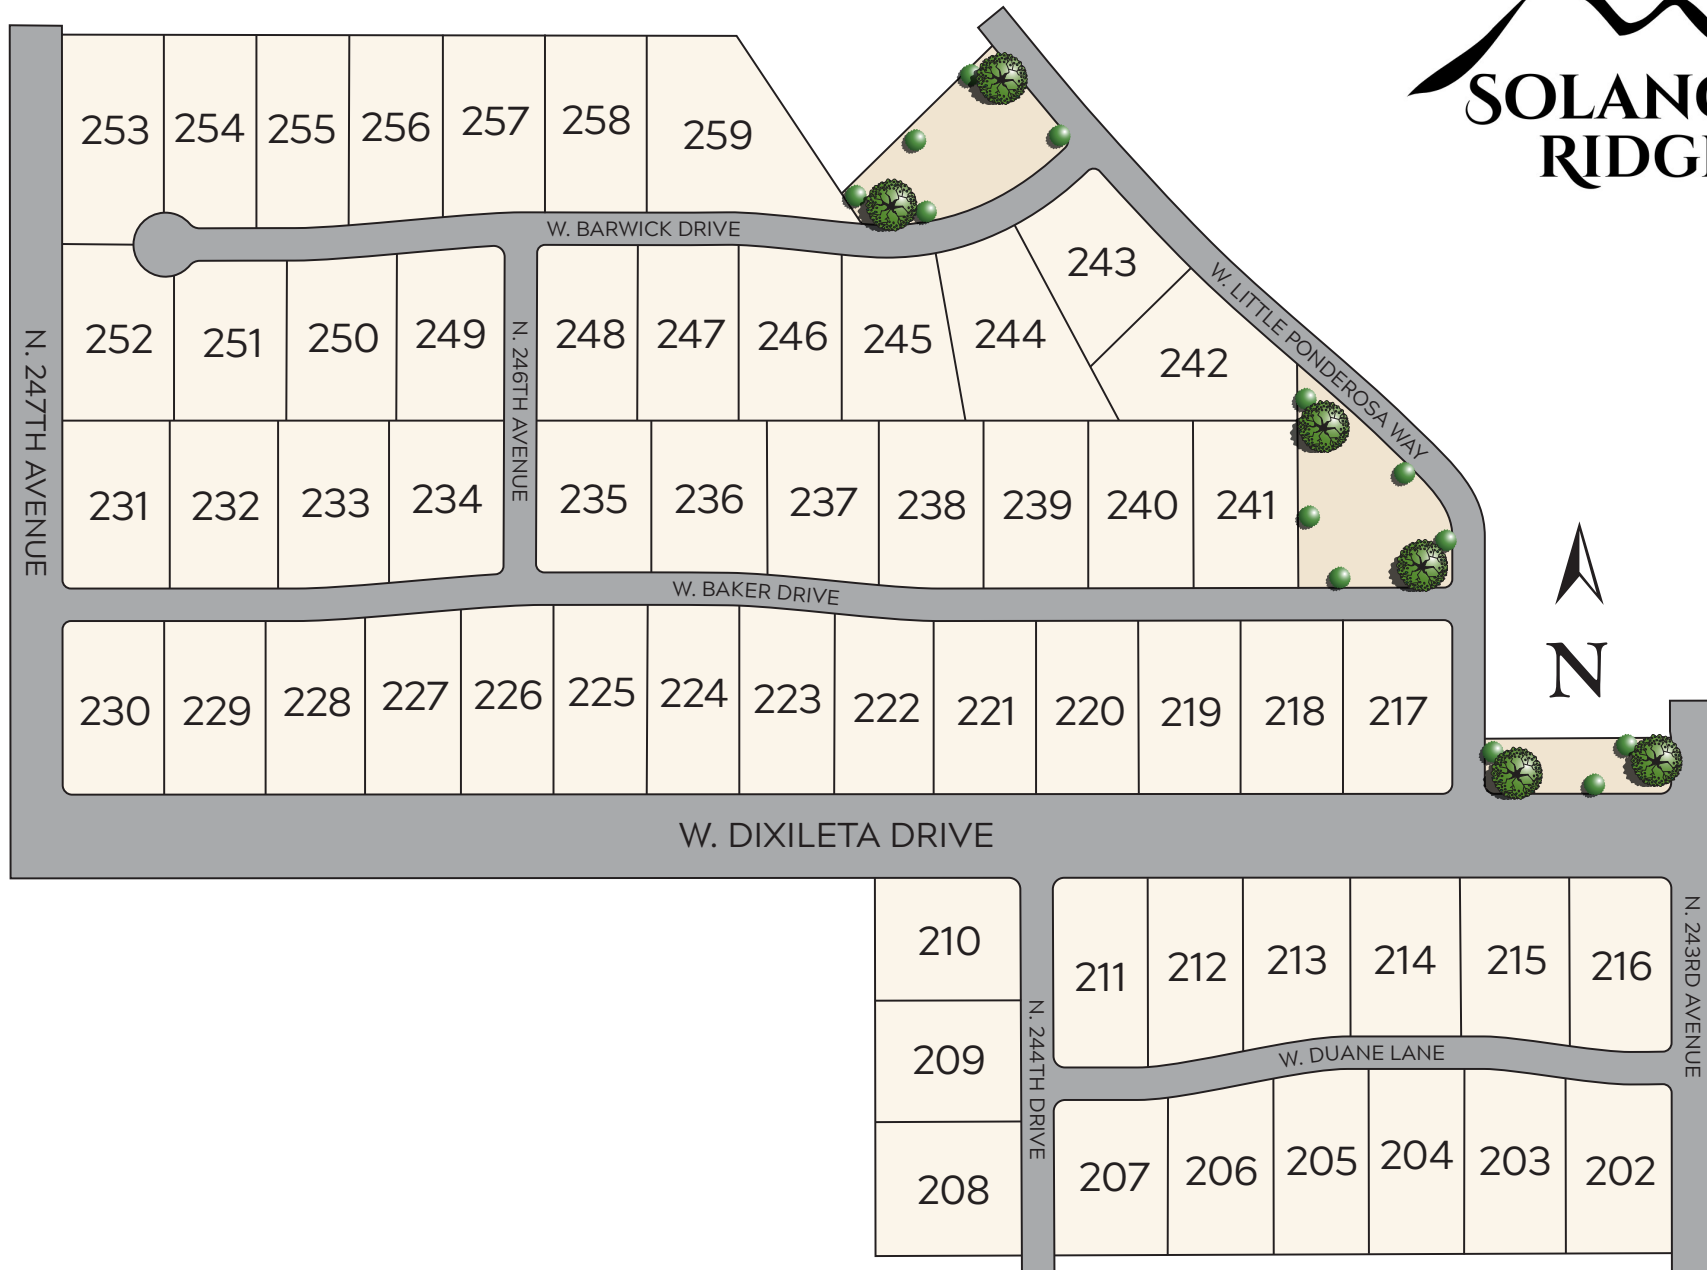 SOLANO
RIDGE
253 254 255 256 257 258 259
W. BARWICK DRIVE
243
W. LITTLE PONDEROSA WAY
252 251 250 249 248 247 246 245 244 242
N. 247TH AVENUE
N. 246TH AVENUE
231 232 233 234 235 236 237 238 239 240 241
W. BAKER DRIVE
N
230 229 228 227 226 225 224 223 222 221 220 219 218 217
W. DIXILETA DRIVE
210 211 212 213 214 215 216
N. 243RD AVENUE
209
W. DUANE LANE
N. 244TH DRIVE
208 207 206 205 204 203 202